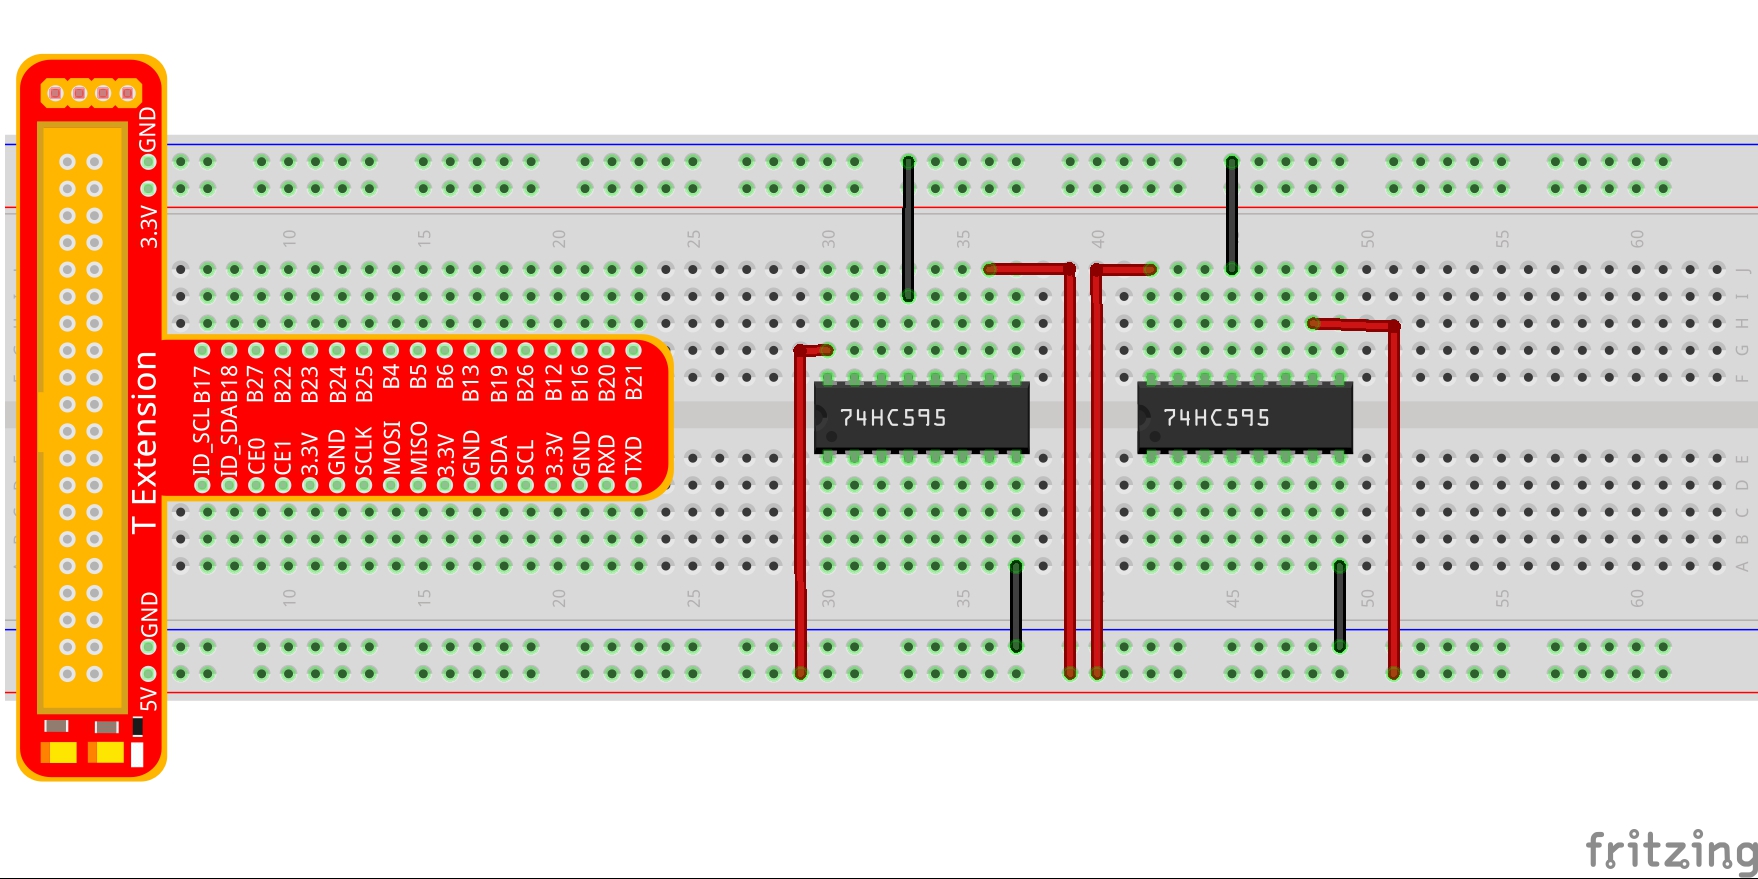 GND
3.3V
10 15 20 25 30 35 40 50 55 60
J
I
H
G
F
B17 B18 B27 B22 B23 B24 B25 B4 B5 B6 B13 B19 B26 B12 B16 B20 B21
ID_SCL ID_SDA CE0 CE1 3.3V GND SCLK MOSI MISO 3.3V GND SDA SCL 3.3V GND RXD TXD
T Extension
74HC595 74HC595
E
D
C
B
A
10 15 20 25 30 35 45 50 55 60
GND
5V
fritzing